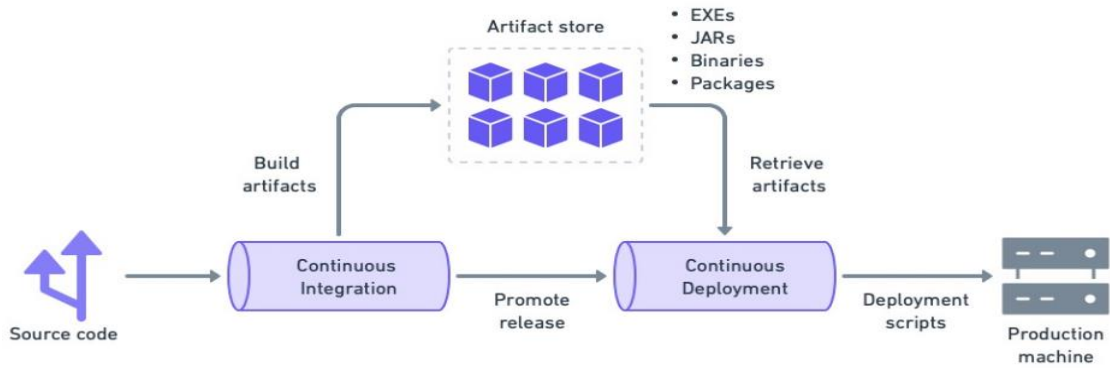 Artifact store
• EXEs
• JARs
• Binaries
• Packages
Build
artifacts
Retrieve
artifacts
Continuous
Integration
Continuous
Deployment
Source code
Promote
release
Deployment
scripts
Production
machine